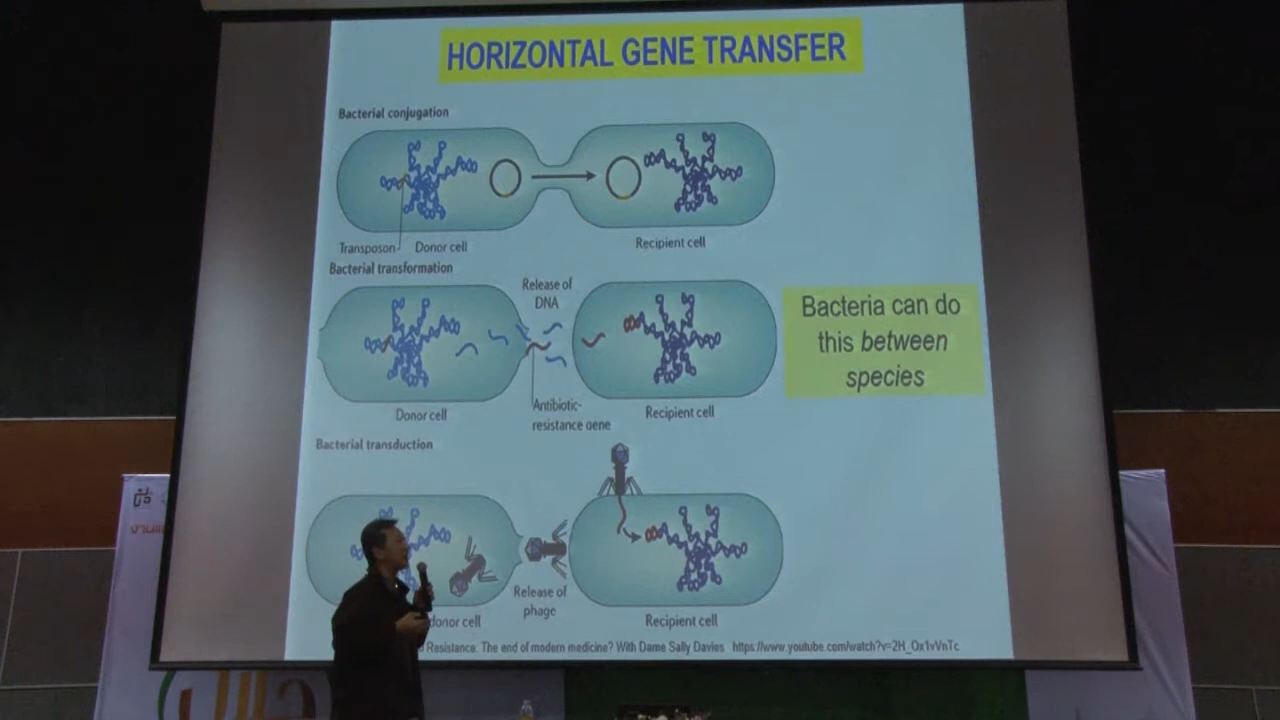 HORIZONTAL GENE TRANSFER
Bacterial conjugation
Transposon
Donor cell
Recipient cell
Bacterial transformation
Release of
DNA
Donor cell
Antibiotic-
resistance gene
Recipient cell
Bacteria can do
this between
species
Bacterial transduction
donor cell
Release of
phage
Recipient cell
Resistance: The end of modern medicine? With Dame Sally Davies https://www.youtube.com/watch?v=2H_Ox1vVnTc